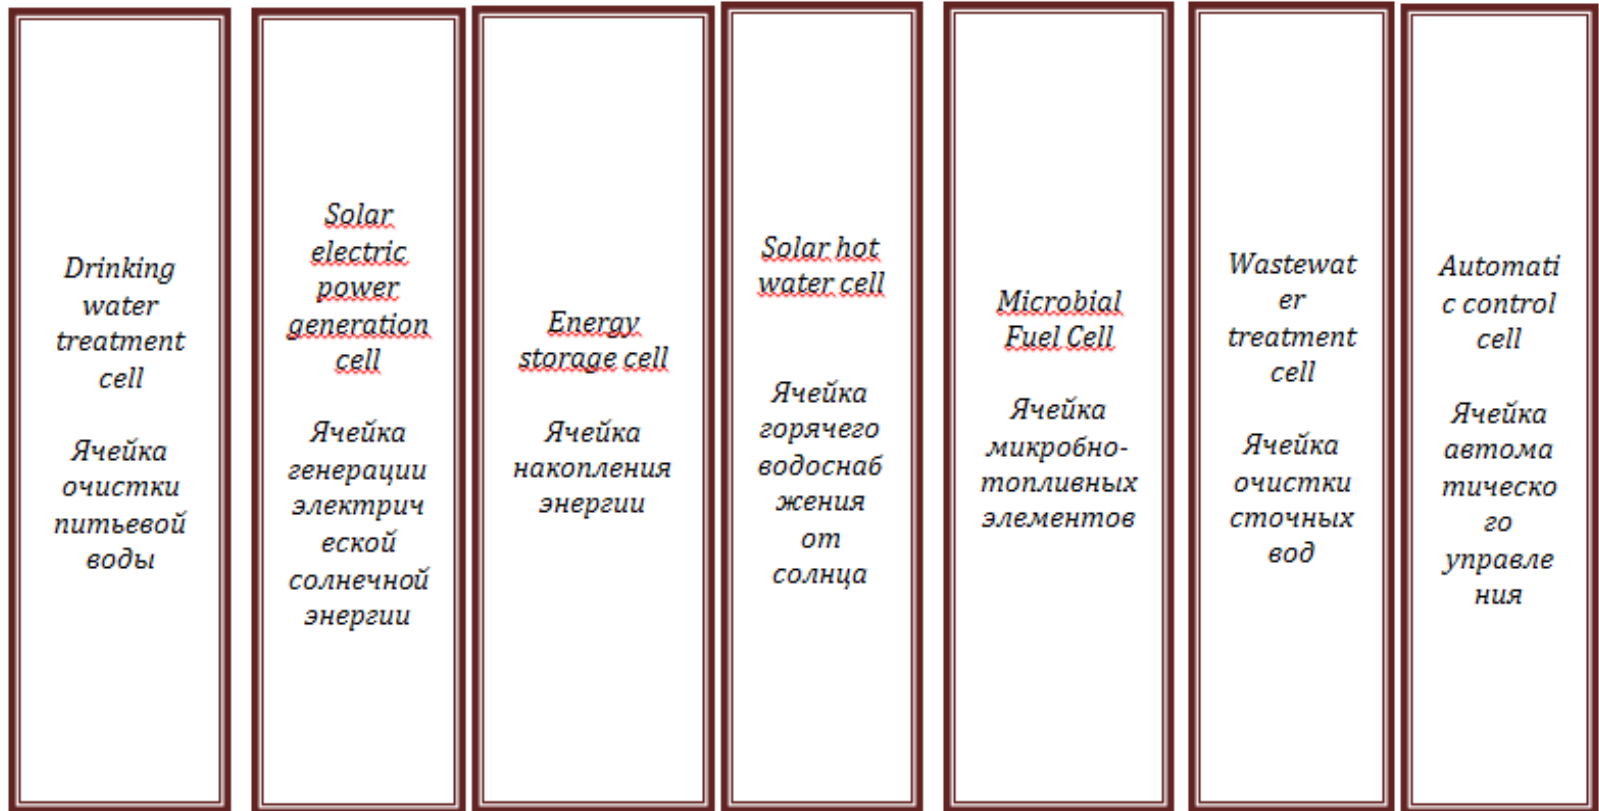 Drinking
water
treatment
cell
Ячейка
очистки
питьевой
воды
Solar
electric
power
generation
cell
Ячейка
генерации
электрич
еской
солнечной
энергии
Energy
storage cell
Ячейка
накопления
энергии
Solar hot
water cell
Ячейка
горячего
водоснаб
жения
от
солнца
Microbial
Fuel Cell
Ячейка
микробно-
топливных
элементов
Wastewat
er
treatment
cell
Ячейка
очистки
сточных
вод
Automati
c control
cell
Ячейка
автома
тическо
го
управле
ния